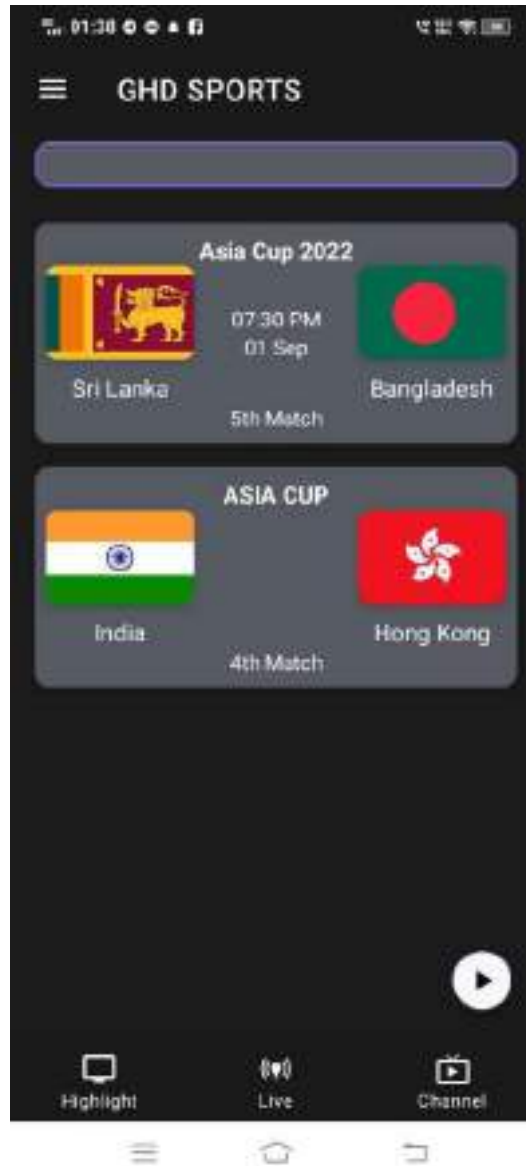 01:38
GHD SPORTS
Asia Cup 2022
07:30 PM
01 Sep
Sri Lanka
Bangladesh
5th Match
ASIA CUP
India
Hong Kong
4th Match
Highlight
Live
Channel